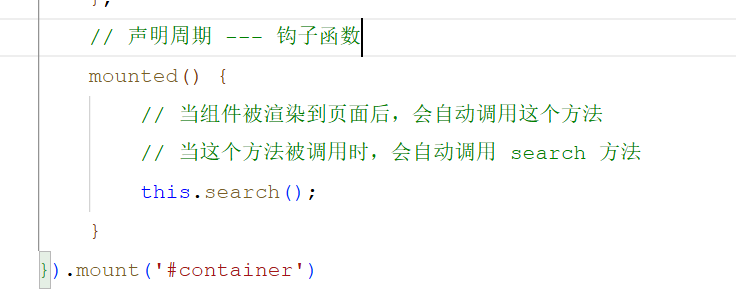 },
// 声明周期 --- 钩子函数
mounted() {
// 当组件被渲染到页面后，会自动调用这个方法
// 当这个方法被调用时，会自动调用 search 方法
this.search();
}
}).mount('#container')